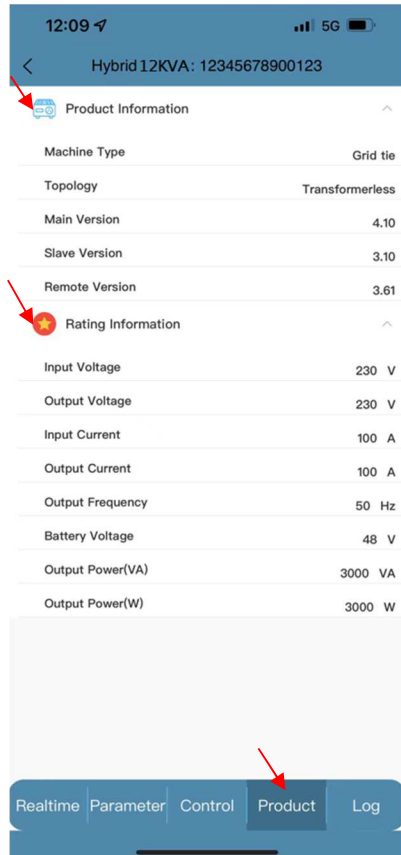 12:09 5G
Hybrid 12KVA: 12345678900123
Product Information
Machine Type Grid tie
Topology Transformerless
Main Version 4.10
Slave Version 3.10
Remote Version 3.61
Rating Information
Input Voltage 230 V
Output Voltage 230 V
Input Current 100 A
Output Current 100 A
Output Frequency 50 Hz
Battery Voltage 48 V
Output Power(VA) 3000 VA
Output Power(W) 3000 W
Realtime Parameter Control Product Log